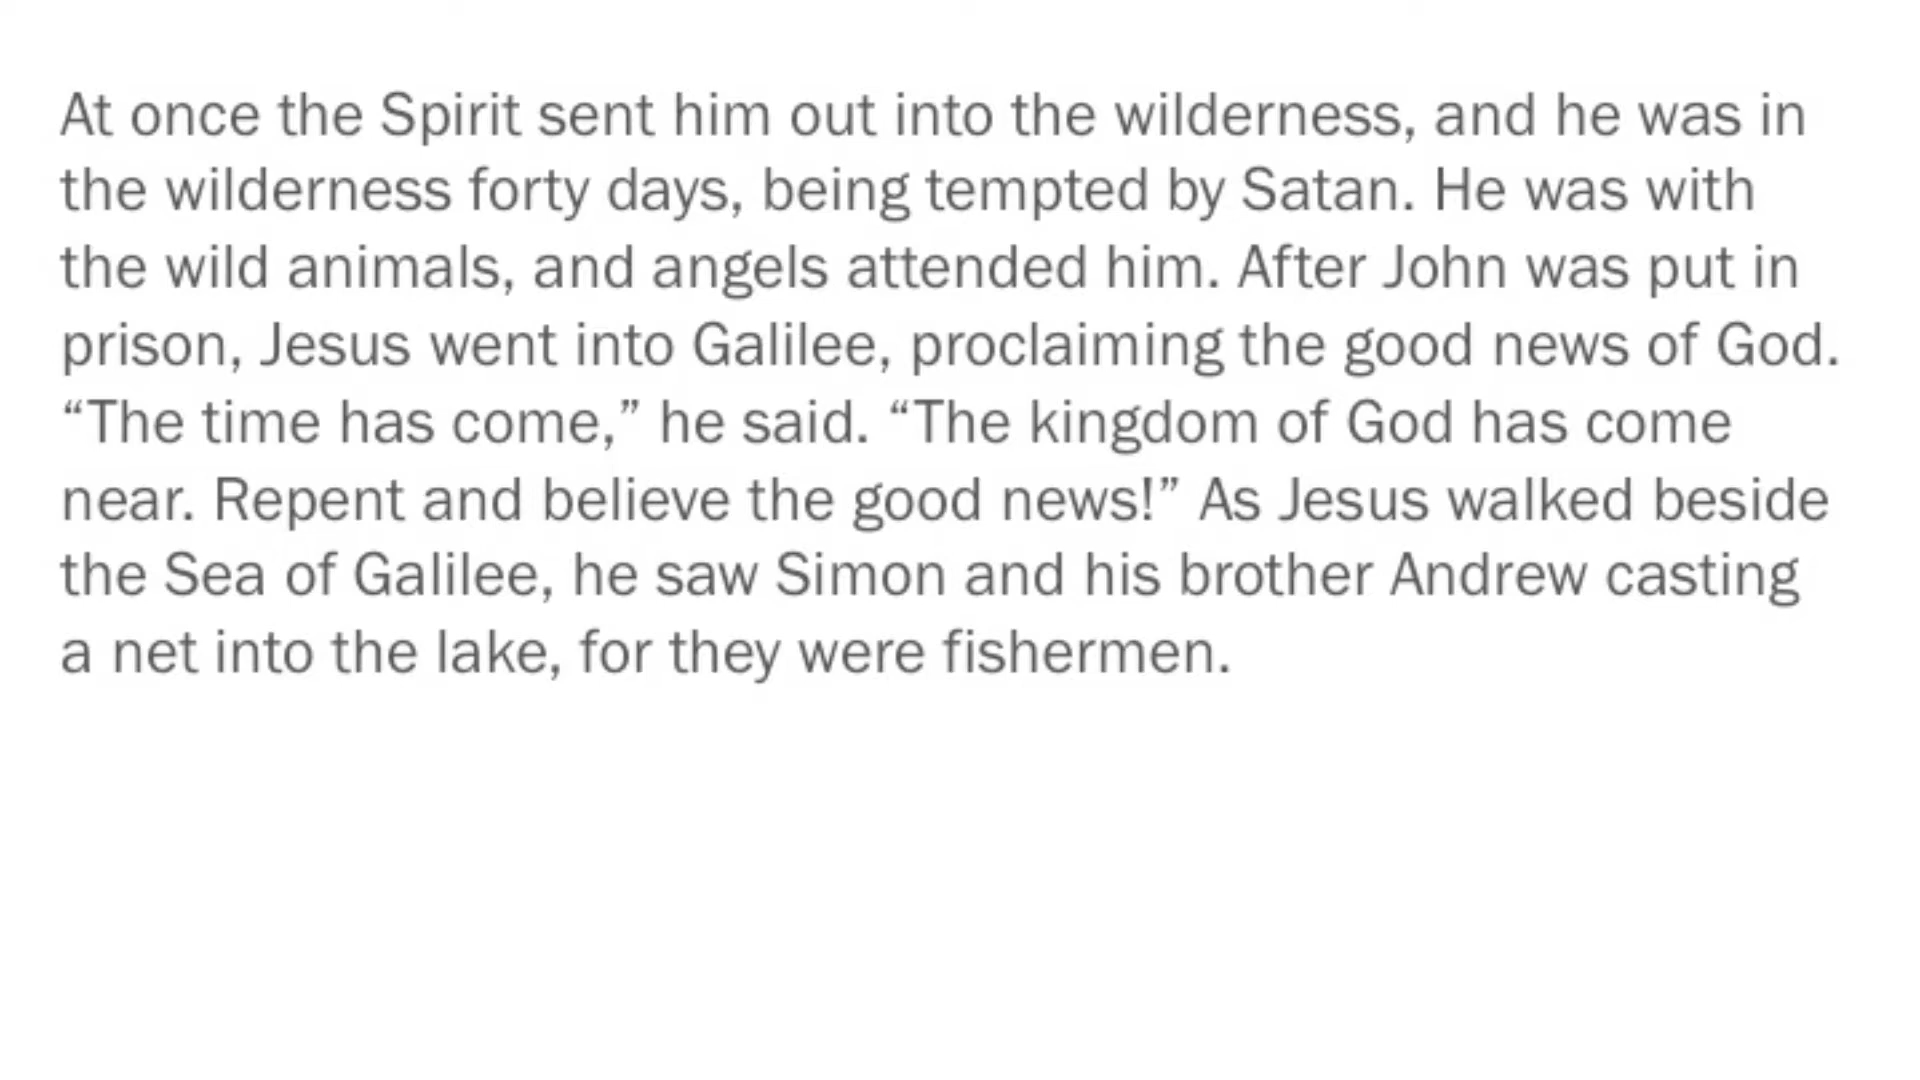 At once the Spirit sent him out into the wilderness, and he was in
the wilderness forty days, being tempted by Satan. He was with
the wild animals, and angels attended him. After John was put in
prison, Jesus went into Galilee, proclaiming the good news of God.
“The time has come,” he said. “The kingdom of God has come
near. Repent and believe the good news!” As Jesus walked beside
the Sea of Galilee, he saw Simon and his brother Andrew casting
a net into the lake, for they were fishermen.